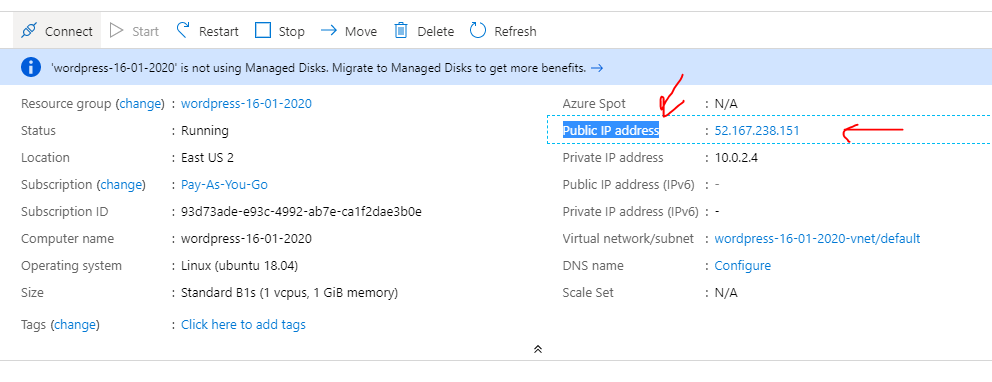 Connect Start Restart Stop Move Delete Refresh
'wordpress-16-01-2020' is not using Managed Disks. Migrate to Managed Disks to get more benefits. →
Resource group (change) : wordpress-16-01-2020
Status : Running
Location : East US 2
Subscription (change) : Pay-As-You-Go
Subscription ID : 93d73ade-e93c-4992-ab7e-ca1f2dae3b0e
Computer name : wordpress-16-01-2020
Operating system : Linux (ubuntu 18.04)
Size : Standard B1s (1 vcpus, 1 GiB memory)
Tags (change) : Click here to add tags
Azure Spot : N/A
Public IP address : 52.167.238.151
Private IP address : 10.0.2.4
Public IP address (IPv6) : -
Private IP address (IPv6) : -
Virtual network/subnet : wordpress-16-01-2020-vnet/default
DNS name : Configure
Scale Set : N/A